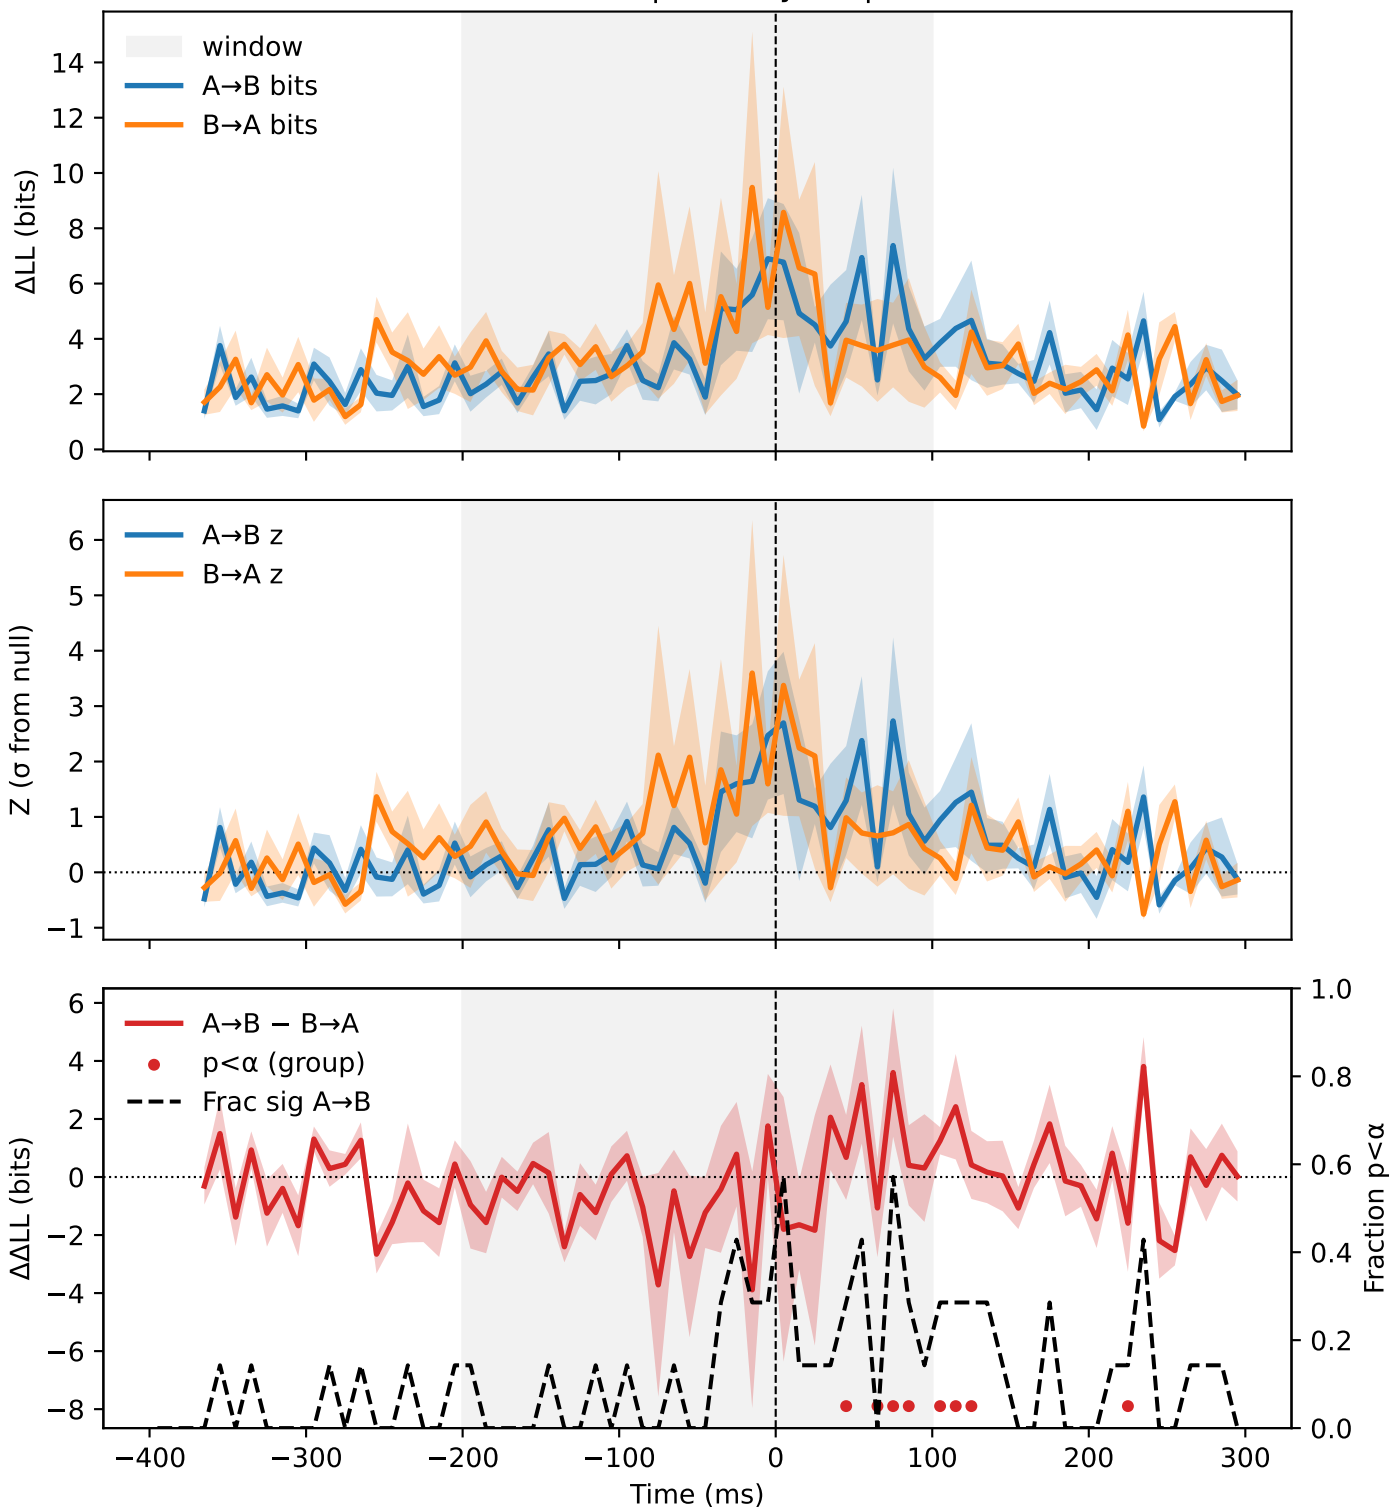 window
A→B bits
B→A bits
ΔLL (bits)
14
12
10
8
6
4
2
0
A→B z
B→A z
Z (σ from null)
6
5
4
3
2
1
0
−1
A→B − B→A
p<α (group)
Frac sig A→B
ΔΔLL (bits)
6
4
2
0
−2
−4
−6
−8
1.0
0.8
0.6
0.4
0.2
0.0
Fraction p<α
−400
−300
−200
−100
0
100
200
300
Time (ms)